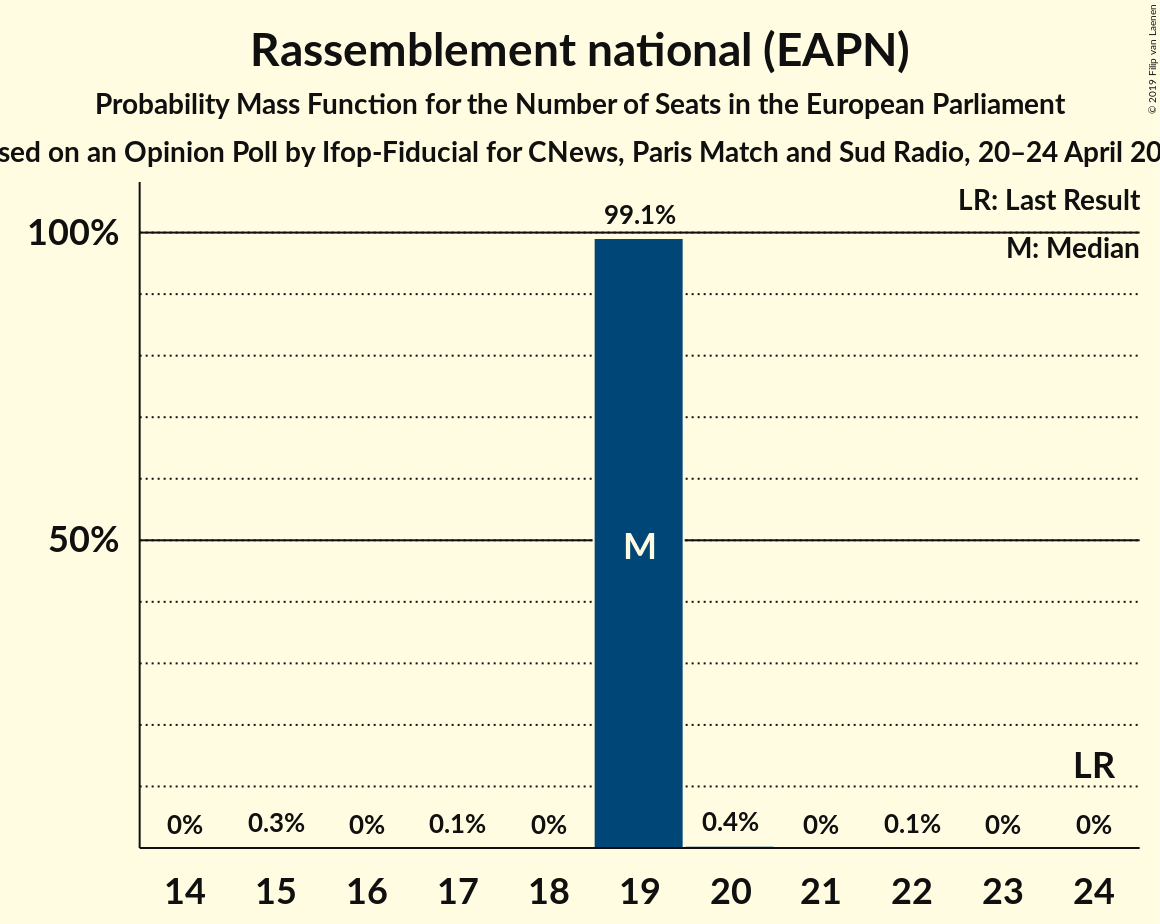 Rassemblement national (EAPN)
Probability Mass Function for the Number of Seats in the European Parliament
sed on an Opinion Poll by Ifop-Fiducial for CNews, Paris Match and Sud Radio, 20–24 April 20
© 2019 Filip van Laenen
LR: Last Result
M: Median
99.1%
100%
50%
M
LR
0% 0.3% 0% 0.1% 0% 0.4% 0% 0.1% 0% 0%
14 15 16 17 18 19 20 21 22 23 24